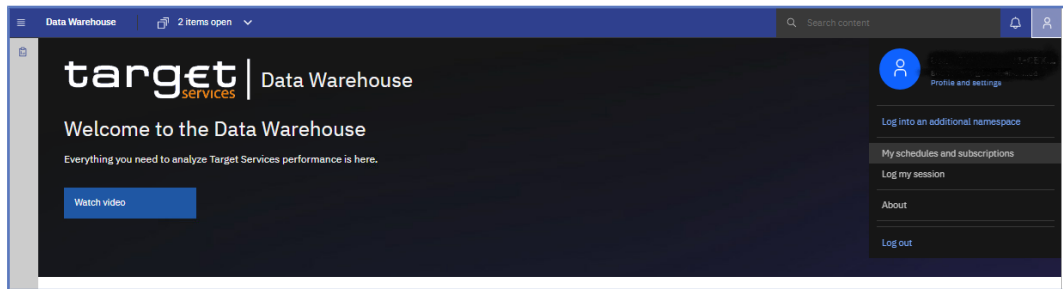 Data Warehouse
2 items open
Search content
target
services
Data Warehouse
Welcome to the Data Warehouse
Everything you need to analyze Target Services performance is here.
Watch video
Profile and settings
Log into an additional namespace
My schedules and subscriptions
Log my session
About
Log out